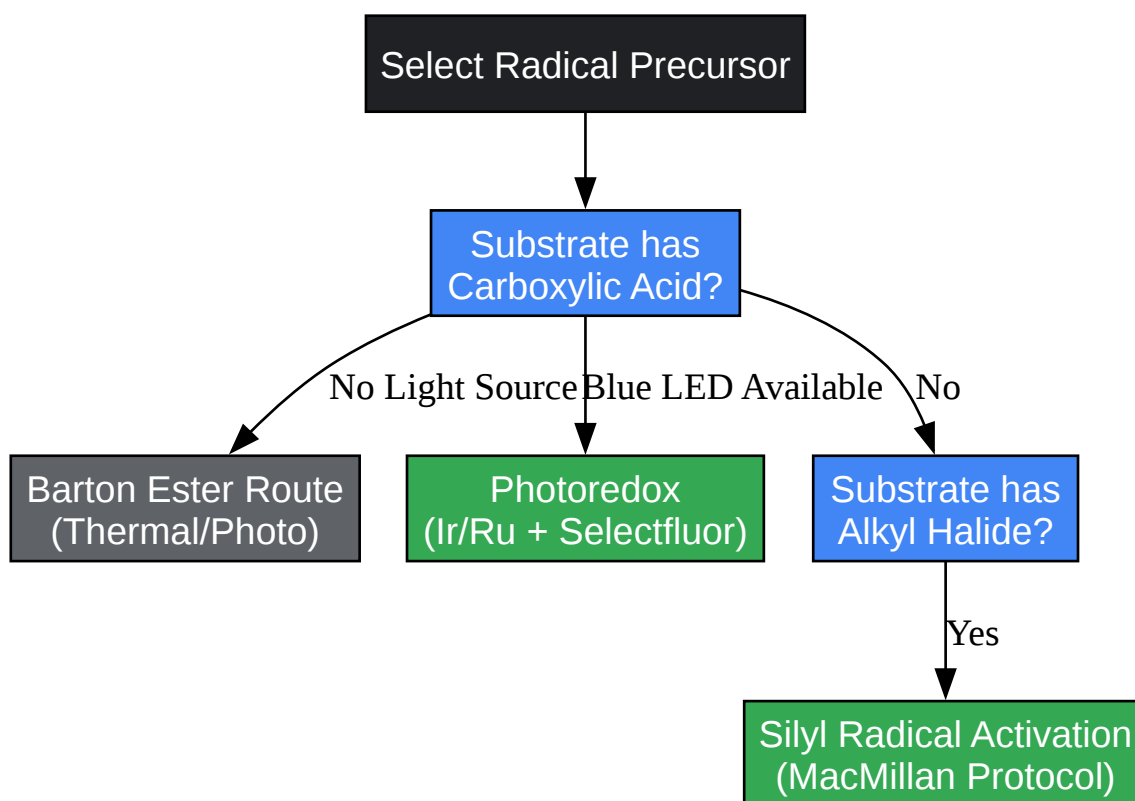 Select Radical Precursor
Substrate has
Carboxylic Acid?
No Light Source
Blue LED Available
No
Barton Ester Route
(Thermal/Photo)
Photoredox
(Ir/Ru + Selectfluor)
Substrate has
Alkyl Halide?
Yes
Silyl Radical Activation
(MacMillan Protocol)